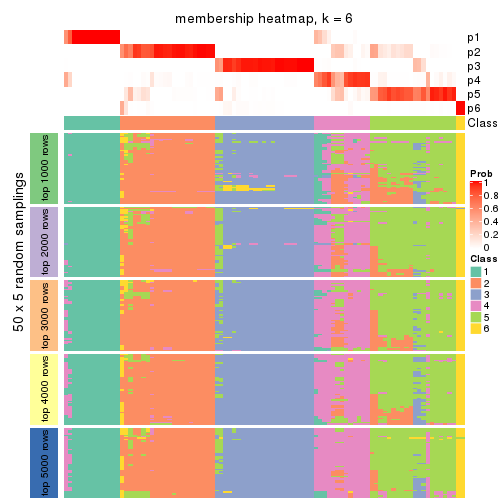 membership heatmap, k = 6
p1
p2
p3
p4
p5
p6
Class
50 x 5 random samplings
top 1000 rows
top 2000 rows
top 3000 rows
top 4000 rows
top 5000 rows
Prob
1
0.8
0.6
0.4
0.2
0
Class
1
2
3
4
5
6